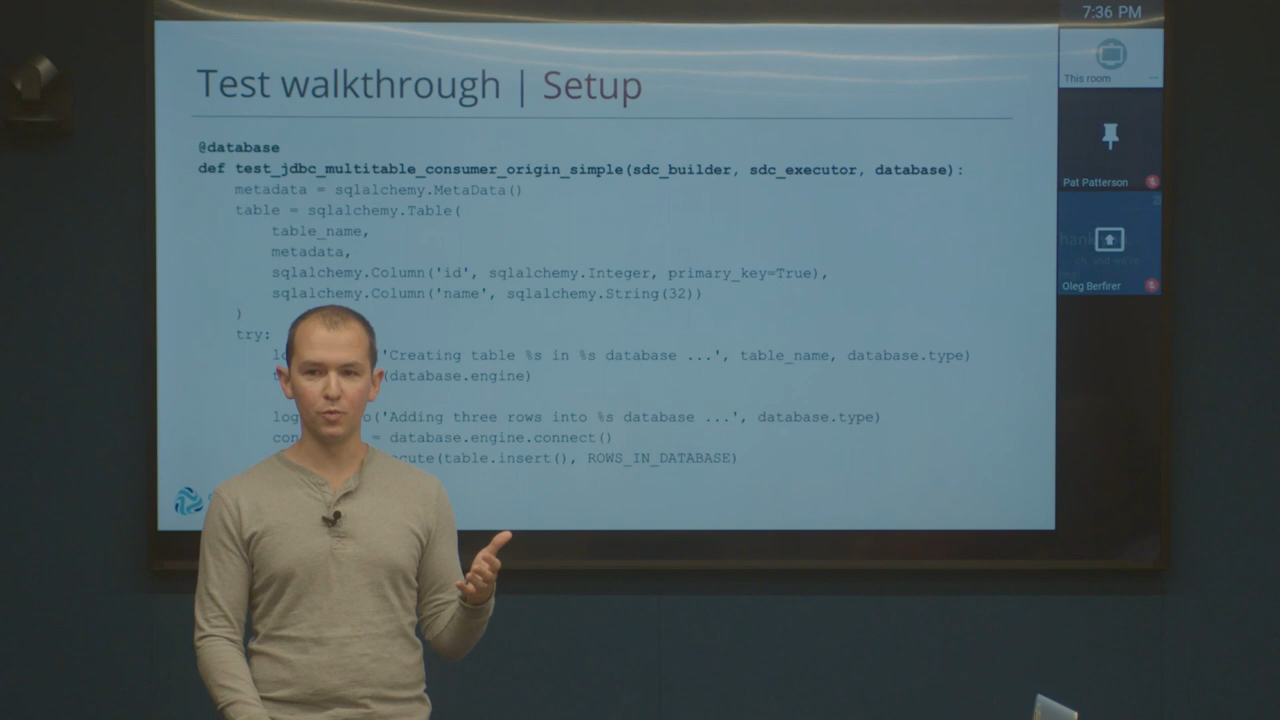 7:36 PM
Test walkthrough | Setup
This room
@database
def test_jdbc_multitable_consumer_origin_simple(sdc_builder, sdc_executor, database):
metadata = sqlalchemy.MetaData()
table = sqlalchemy.Table(
table_name,
metadata,
sqlalchemy.Column('id', sqlalchemy.Integer, primary_key=True),
sqlalchemy.Column('name', sqlalchemy.String(32))
)
try:
'Creating table %s in %s database ...', table_name, database.type)
(database.engine)
log o('Adding three rows into %s database ...', database.type)
con = database.engine.connect()
cute(table.insert(), ROWS_IN_DATABASE)
Pat Patterson
Oleg Berfirer